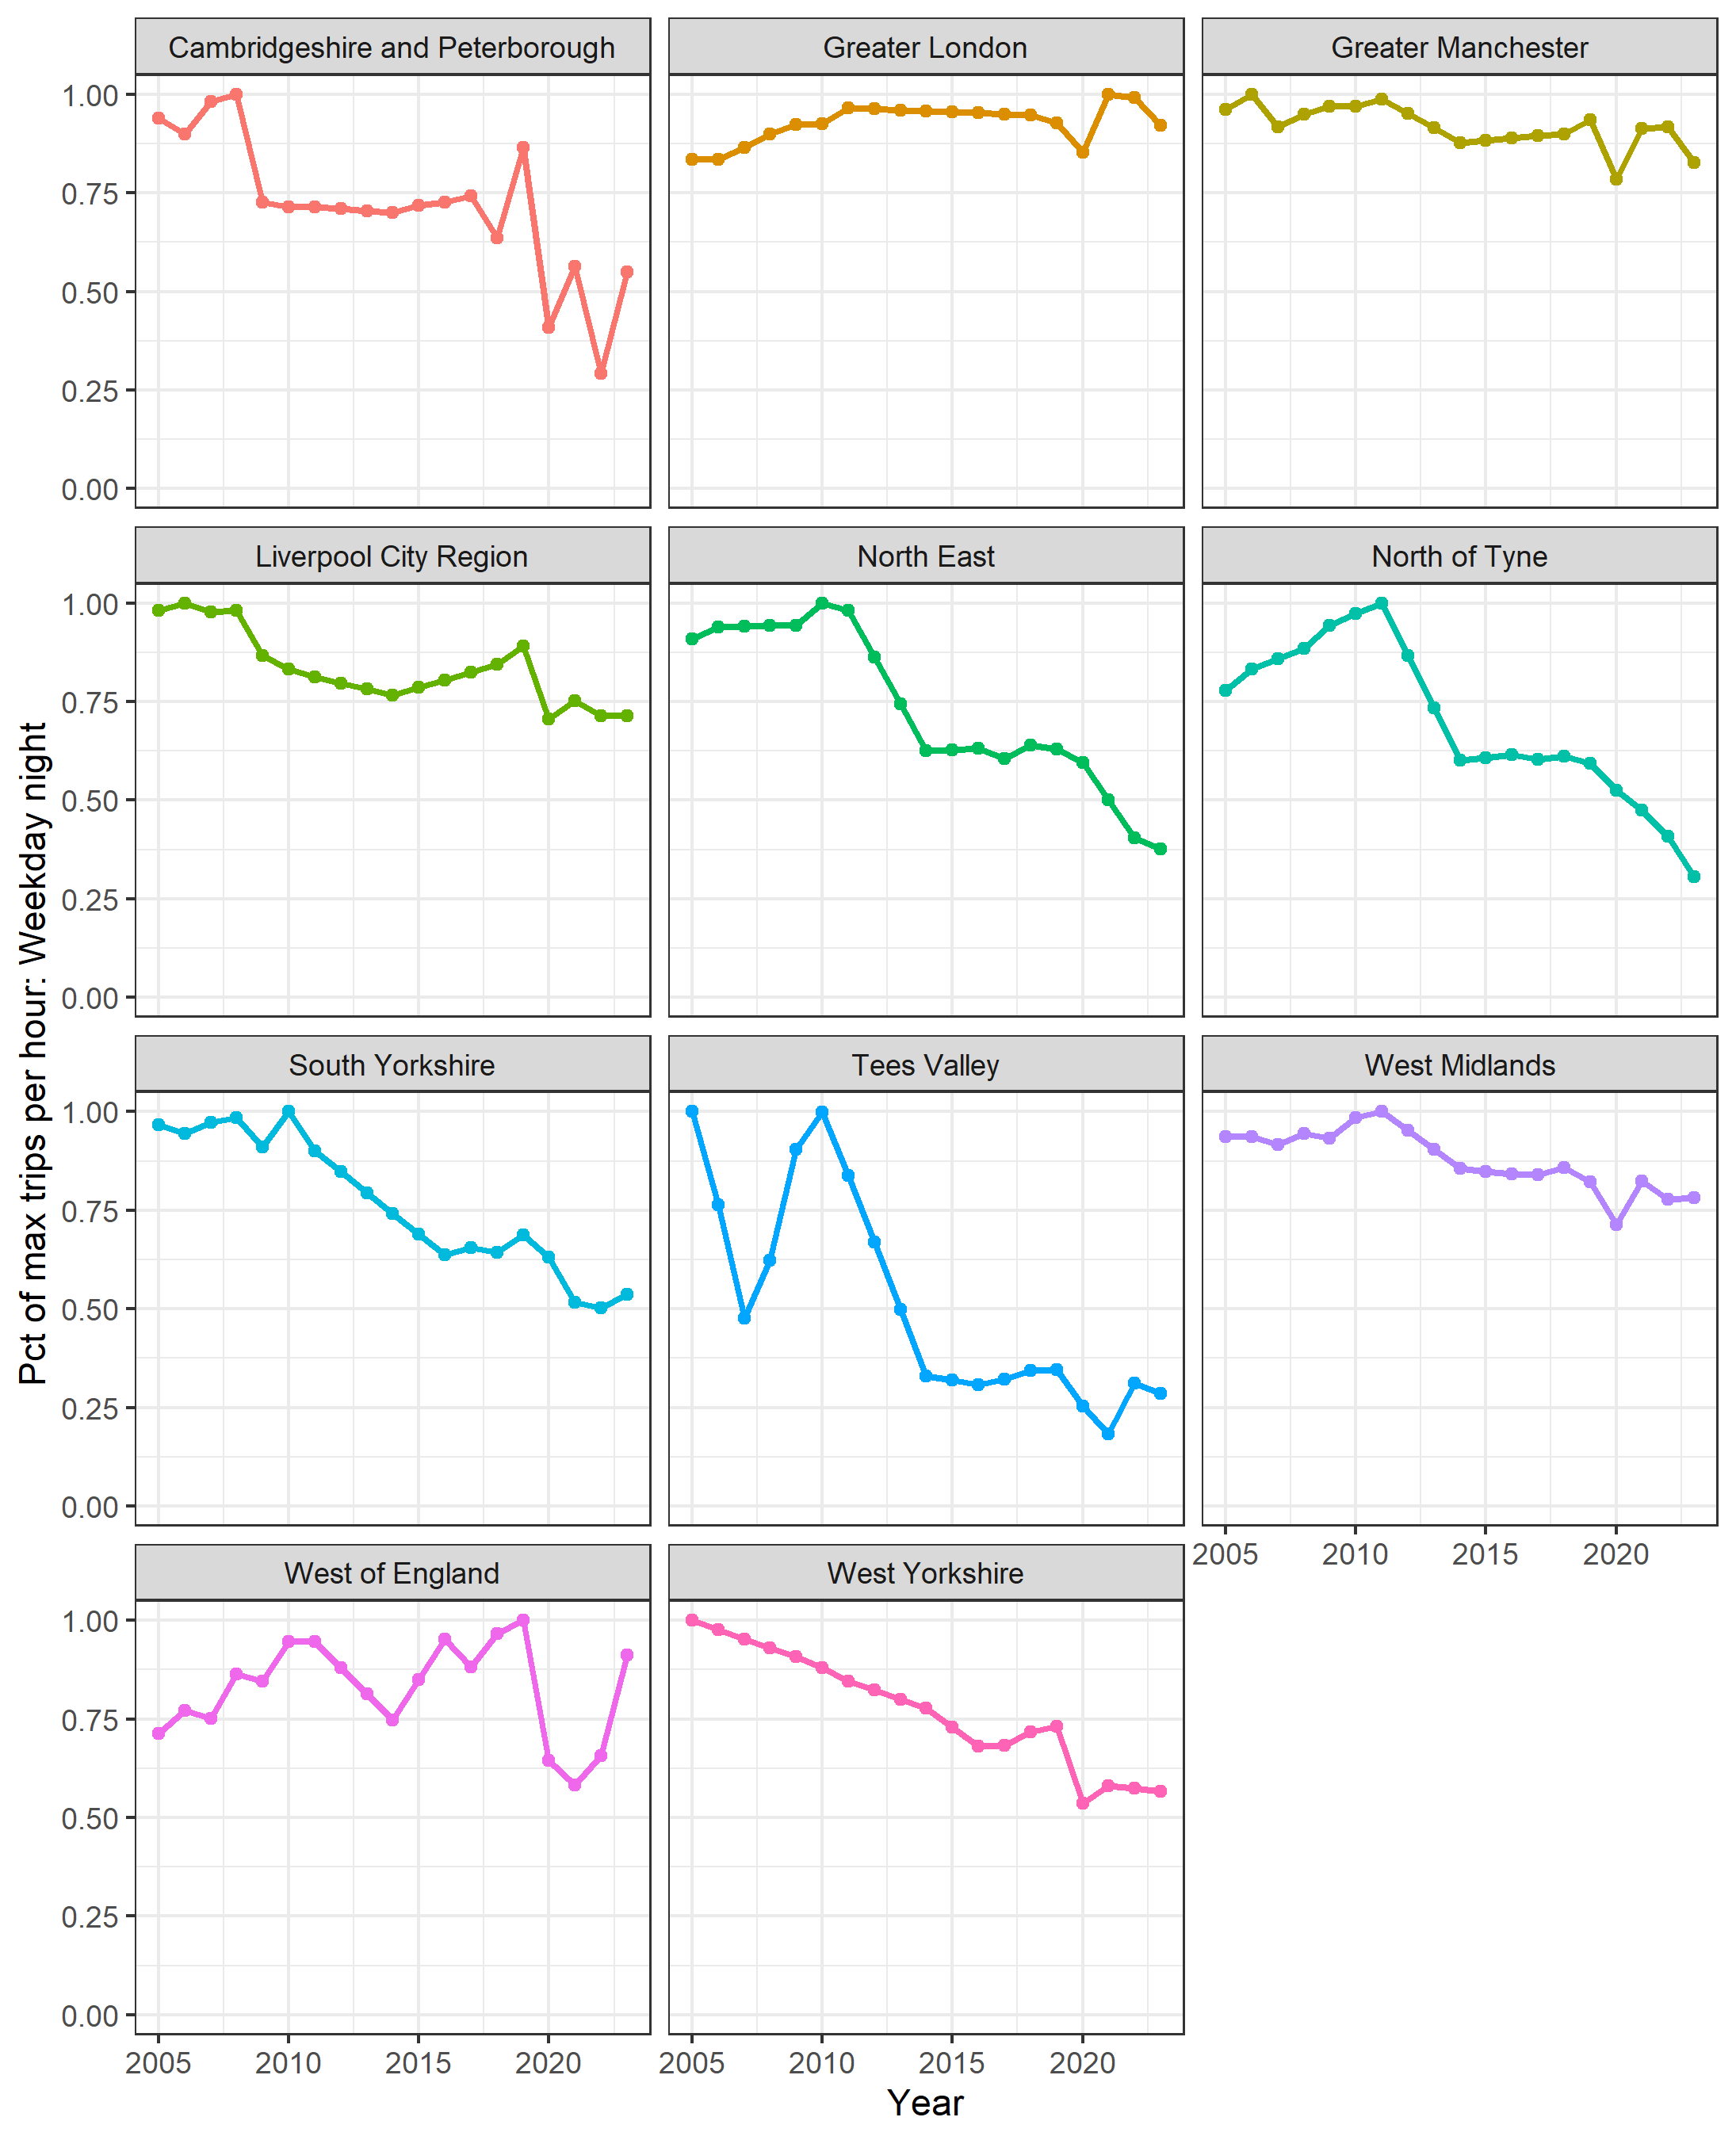 Cambridgeshire and Peterborough
Greater London
Greater Manchester
1.00
0.75
0.50
0.25
0.00
Liverpool City Region
North East
North of Tyne
1.00
0.75
0.50
0.25
0.00
Pct of max trips per hour: Weekday night
South Yorkshire
Tees Valley
West Midlands
1.00
0.75
0.50
0.25
0.00
2005 2010 2015 2020
West of England
West Yorkshire
1.00
0.75
0.50
0.25
0.00
2005 2010 2015 2020
2005 2010 2015 2020
Year